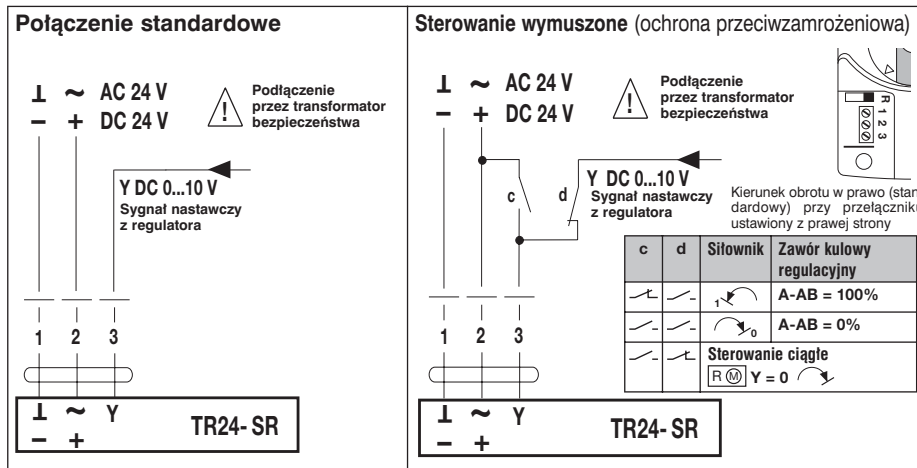 Połączenie standardowe
⊥ ~ AC 24 V
− + DC 24 V
!
Podłączenie
przez transformator
bezpieczeństwa
Y DC 0...10 V
Sygnał nastawczy
z regulatora
1 2 3
⊥ ~ Y
− +
TR24- SR
Sterowanie wymuszone (ochrona przeciwzamrożeniowa)
⊥ ~ AC 24 V
− + DC 24 V
!
Podłączenie
przez transformator
bezpieczeństwa
R 1 2 3
c d
Y DC 0...10 V
Sygnał nastawczy
z regulatora
Kierunek obrotu w prawo (stan
dardowy) przy przełączniku
ustawiony z prawej strony
c d Siłownik Zawór kulowy
regulacyjny
1 A-AB = 100%
0 A-AB = 0%
Sterowanie ciągłe
R M Y = 0
1 2 3
⊥ ~ Y
− +
TR24- SR